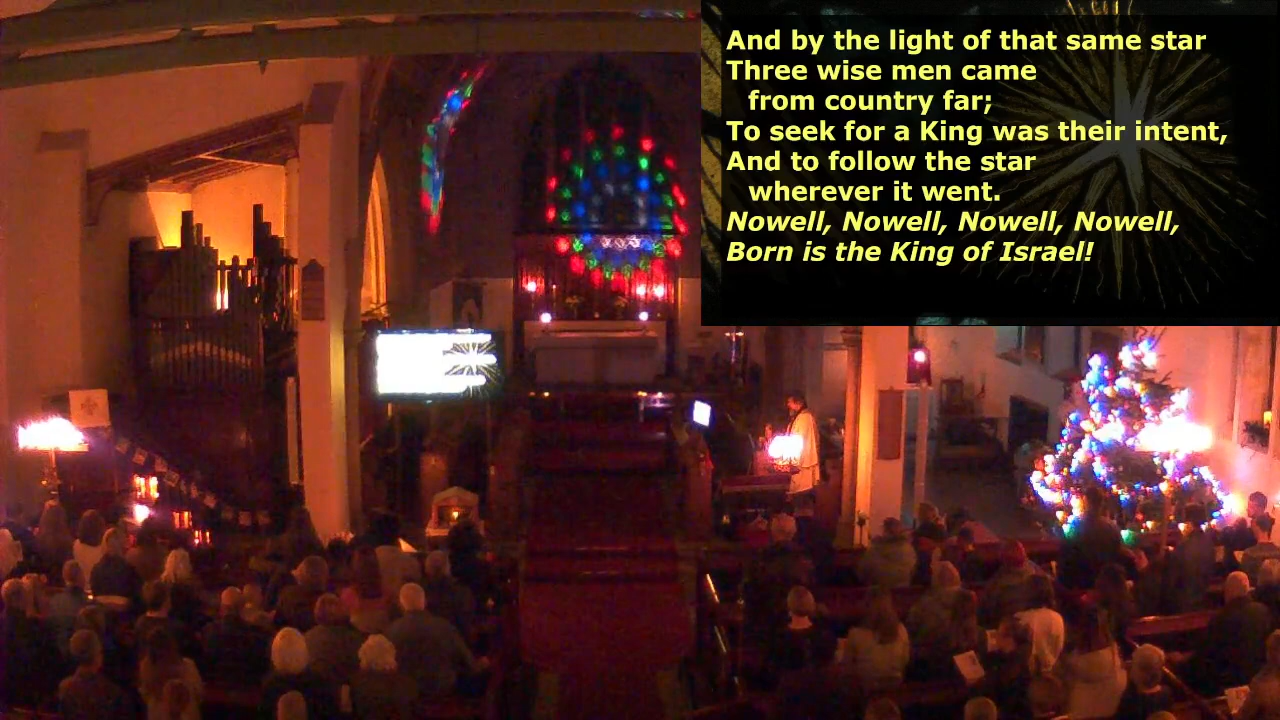 And by the light of that same star
Three wise men came
from country far;
To seek for a King was their intent,
And to follow the star
wherever it went.
Nowell, Nowell, Nowell, Nowell,
Born is the King of Israel!